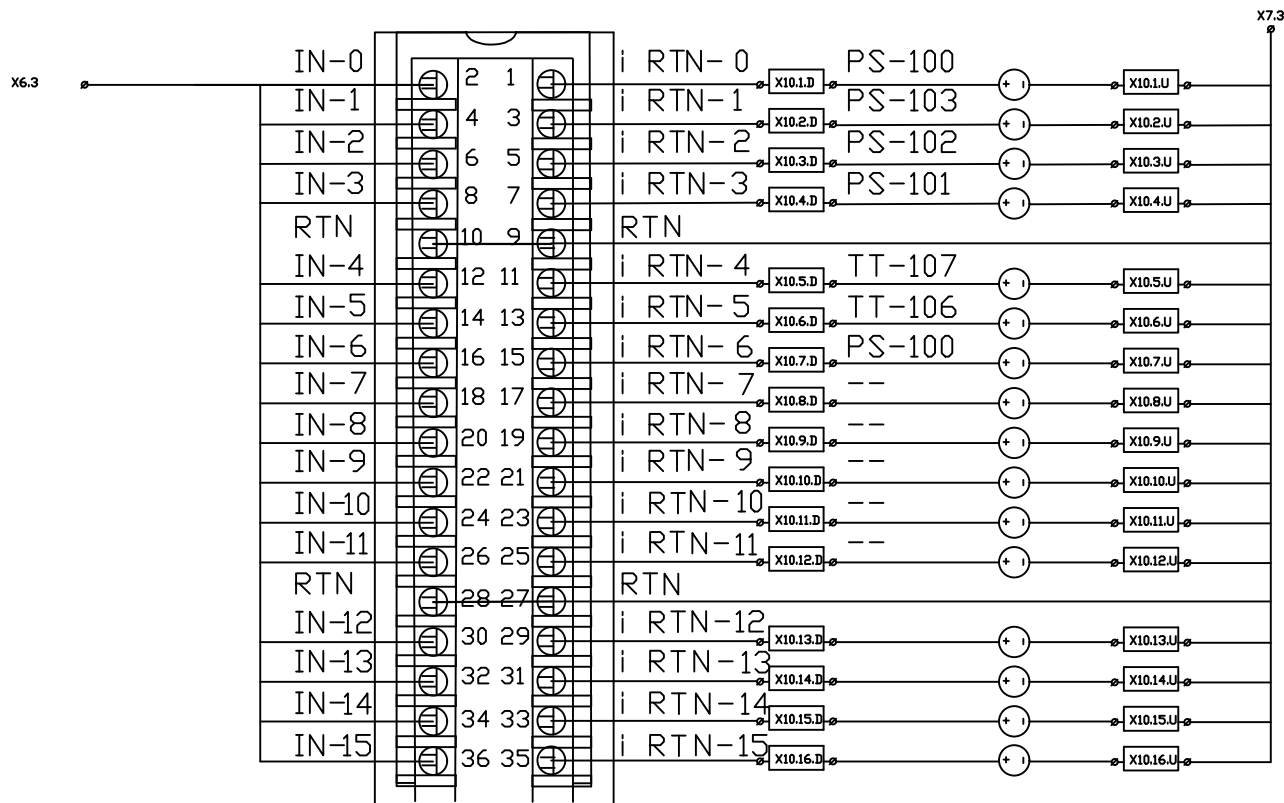 X7.3
X6.3
IN-0 2 1 i RTN- 0 X10.1.D PS-100 + - X10.1.U
IN-1 4 3 i RTN- 1 X10.2.D PS-103 + - X10.2.U
IN-2 6 5 i RTN- 2 X10.3.D PS-102 + - X10.3.U
IN-3 8 7 i RTN-3 X10.4.D PS-101 + - X10.4.U
RTN 10 9 RTN
IN-4 12 11 i RTN- 4 X10.5.D TT-107 + - X10.5.U
IN-5 14 13 i RTN- 5 X10.6.D TT-106 + - X10.6.U
IN-6 16 15 i RTN- 6 X10.7.D PS-100 + - X10.7.U
IN-7 18 17 i RTN- 7 X10.8.D -- + - X10.8.U
IN-8 20 19 i RTN-8 X10.9.D -- + - X10.9.U
IN-9 22 21 i RTN- 9 X10.10.D -- + - X10.10.U
IN-10 24 23 i RTN-10 X10.11.D -- + - X10.11.U
IN-11 26 25 i RTN-11 X10.12.D -- + - X10.12.U
RTN 28 27 RTN
IN-12 30 29 i RTN-12 X10.13.D + - X10.13.U
IN-13 32 31 i RTN-13 X10.14.D + - X10.14.U
IN-14 34 33 i RTN-14 X10.15.D + - X10.15.U
IN-15 36 35 i RTN-15 X10.16.D + - X10.16.U